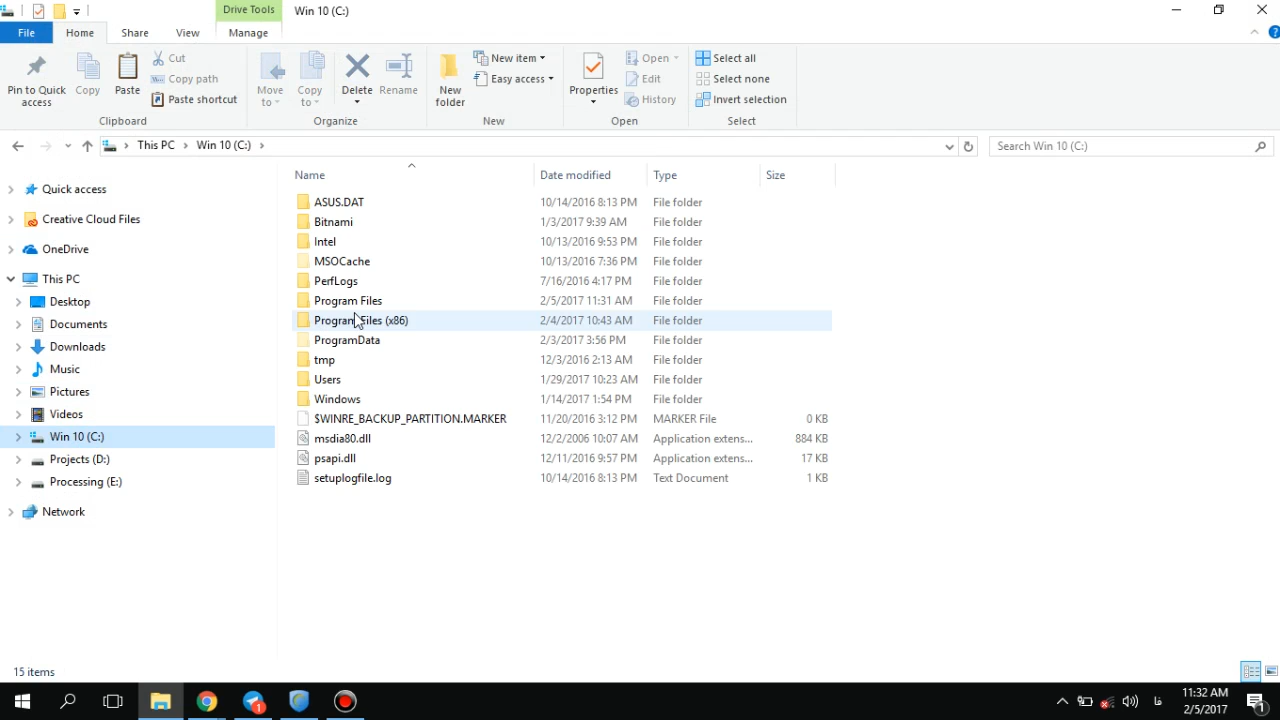 Drive Tools
Win 10 (C:)
File
Home
Share
View
Manage
Pin to Quick access
Copy
Paste
Cut
Copy path
Paste shortcut
Move to
Copy to
Delete
Rename
New folder
New item
Easy access
Properties
Open
Edit
History
Select all
Select none
Invert selection
Clipboard
Organize
New
Open
Select
This PC
Win 10 (C:)
Search Win 10 (C:)
Name
Date modified
Type
Size
Quick access
Creative Cloud Files
OneDrive
This PC
Desktop
Documents
Downloads
Music
Pictures
Videos
Win 10 (C:)
Projects (D:)
Processing (E:)
Network
ASUS.DAT 10/14/2016 8:13 PM File folder
Bitnami 1/3/2017 9:39 AM File folder
Intel 10/13/2016 9:53 PM File folder
MSOCache 10/13/2016 7:36 PM File folder
PerfLogs 7/16/2016 4:17 PM File folder
Program Files 2/5/2017 11:31 AM File folder
Program Files (x86) 2/4/2017 10:43 AM File folder
ProgramData 2/3/2017 3:56 PM File folder
tmp 12/3/2016 2:13 AM File folder
Users 1/29/2017 10:23 AM File folder
Windows 1/14/2017 1:54 PM File folder
$WINRE_BACKUP_PARTITION.MARKER 11/20/2016 3:12 PM MARKER File 0 KB
msdia80.dll 12/2/2006 10:07 AM Application extens... 884 KB
psapi.dll 12/11/2016 9:57 PM Application extens... 17 KB
setuplogfile.log 10/14/2016 8:13 PM Text Document 1 KB
15 items
1
فا
11:32 AM
2/5/2017
1